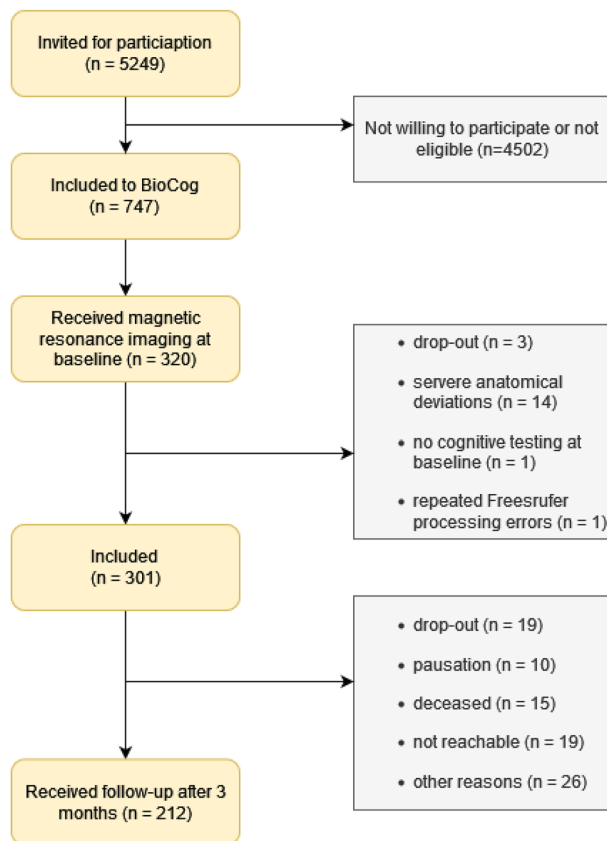 Invited for particiaption
(n = 5249)
Not willing to participate or not
eligible (n=4502)
Included to BioCog
(n = 747)
Received magnetic
resonance imaging at
baseline (n = 320)
• drop-out (n = 3)
• servere anatomical
deviations (n = 14)
• no cognitive testing at
baseline (n = 1)
• repeated Freesrufer
processing errors (n = 1)
Included
(n = 301)
• drop-out (n = 19)
• pausation (n = 10)
• deceased (n = 15)
• not reachable (n = 19)
• other reasons (n = 26)
Received follow-up after 3
months (n = 212)